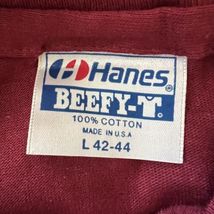 Hanes
BEEFY-T
100% COTTON
MADE IN U.S.A
L 42-44